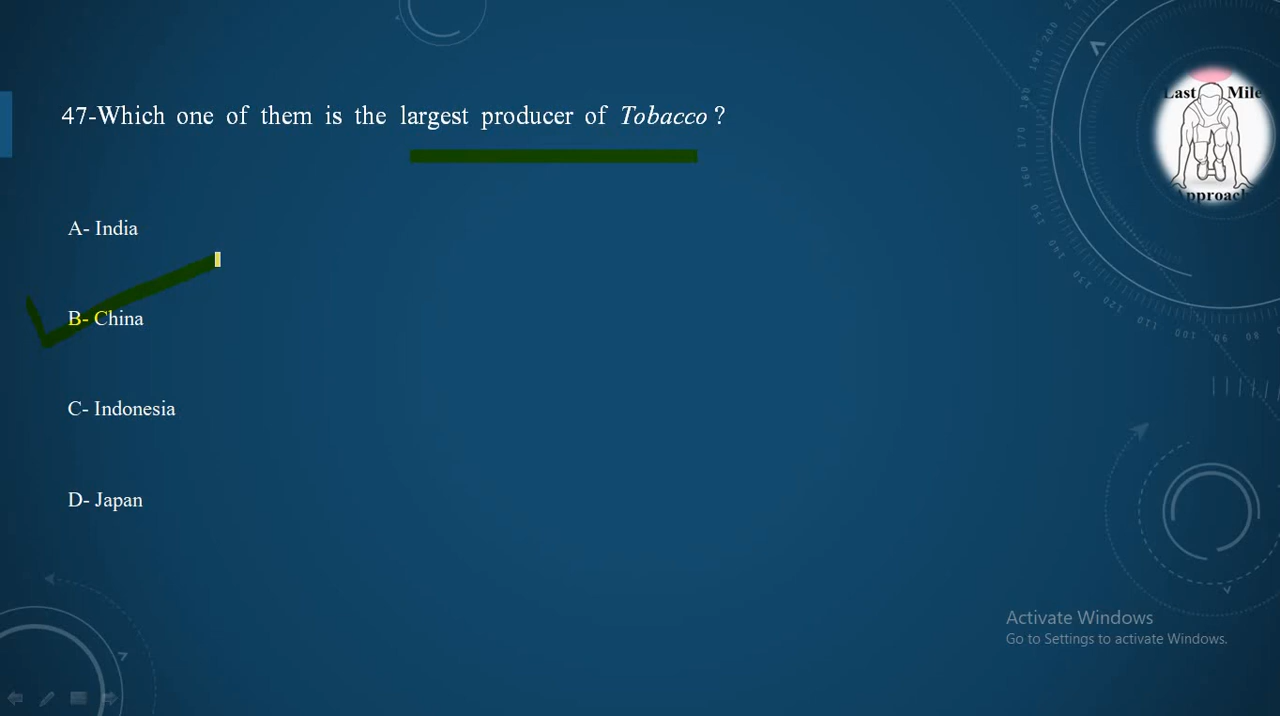 47-Which one of them is the largest producer of Tobacco ?
Last Mile
Approach
A- India
B- China
C- Indonesia
D- Japan
Activate Windows
Go to Settings to activate Windows.